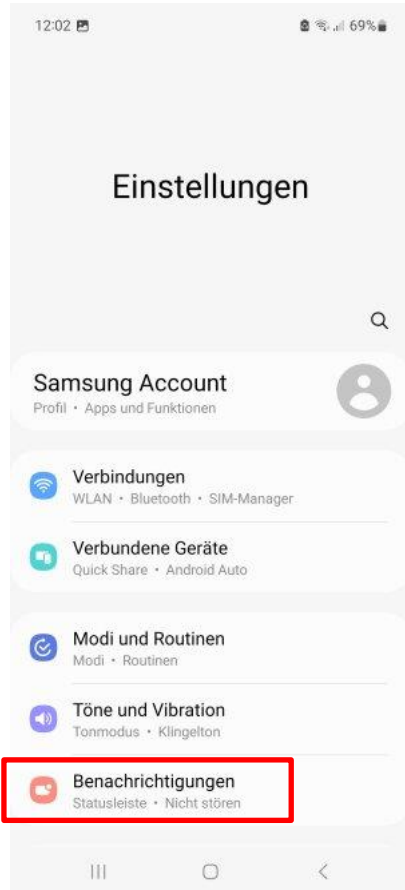 12:02 69%
Einstellungen
Samsung Account
Profil • Apps und Funktionen
Verbindungen
WLAN • Bluetooth • SIM-Manager
Verbundene Geräte
Quick Share • Android Auto
Modi und Routinen
Modi • Routinen
Töne und Vibration
Tonmodus • Klingelton
Benachrichtigungen
Statusleiste • Nicht stören